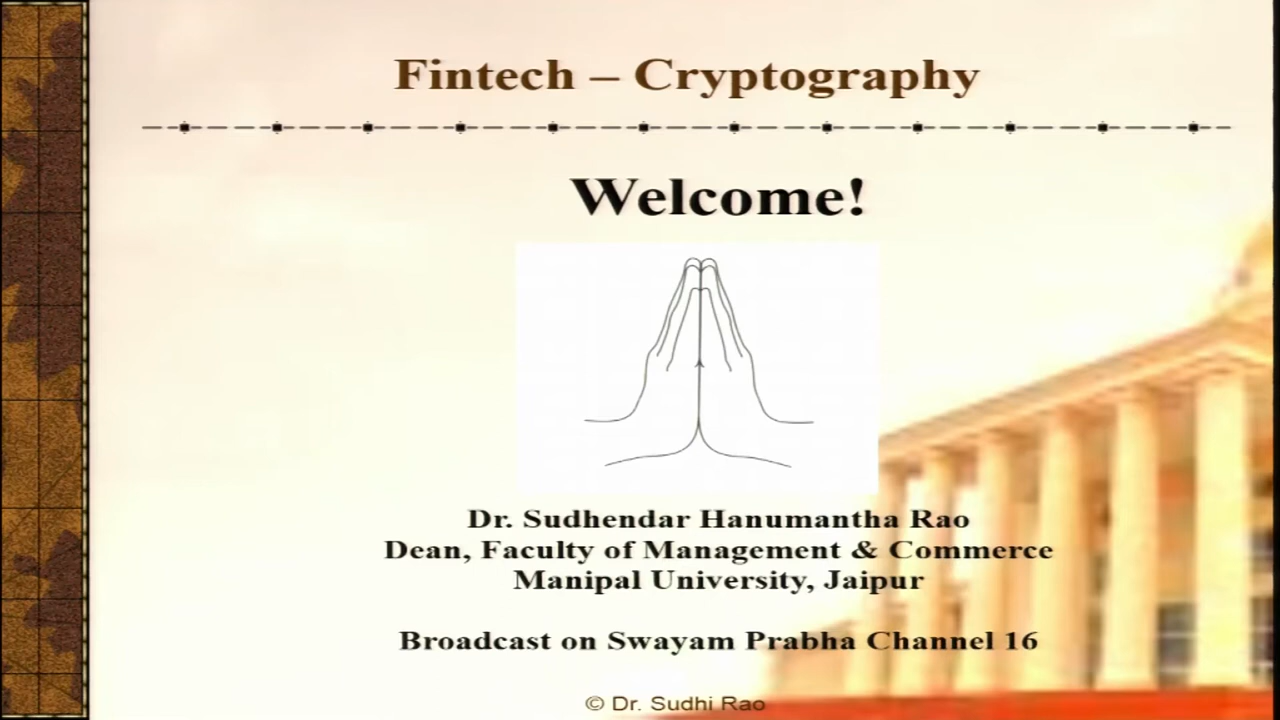 Fintech – Cryptography
Welcome!
Dr. Sudhendar Hanumantha Rao
Dean, Faculty of Management & Commerce
Manipal University, Jaipur
Broadcast on Swayam Prabha Channel 16
© Dr. Sudhi Rao